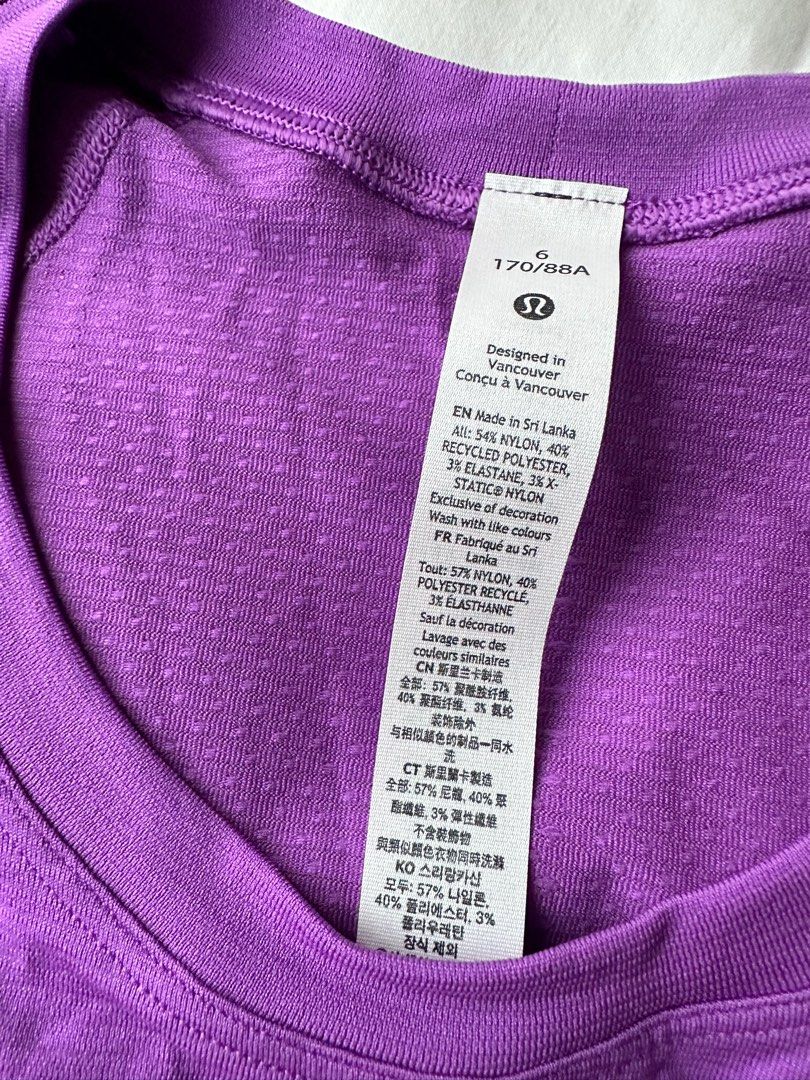 6
170/88A
Designed in
Vancouver
Conçu à Vancouver
EN Made in Sri Lanka
All: 54% NYLON, 40%
RECYCLED POLYESTER,
3% ELASTANE, 3% X-
STATIC® NYLON
Exclusive of decoration
Wash with like colours
FR Fabriqué au Sri
Lanka
Tout: 57% NYLON, 40%
POLYESTER RECYCLÉ,
3% ÉLASTHANNE
Sauf la décoration
Lavage avec des
couleurs similaires
CN 斯里兰卡制造
全部: 57% 聚酰胺纤维,
40% 聚酯纤维, 3% 氨纶
装饰除外
与相似颜色的制品一同水
洗
CT 斯里蘭卡製造
全部: 57% 尼龍, 40% 聚
酯纖維, 3% 彈性纖維
不含裝飾物
與類似顏色衣物同時洗滌
KO 스리랑카산
모두: 57% 나일론,
40% 폴리에스터, 3%
폴리우레탄
장식 제외